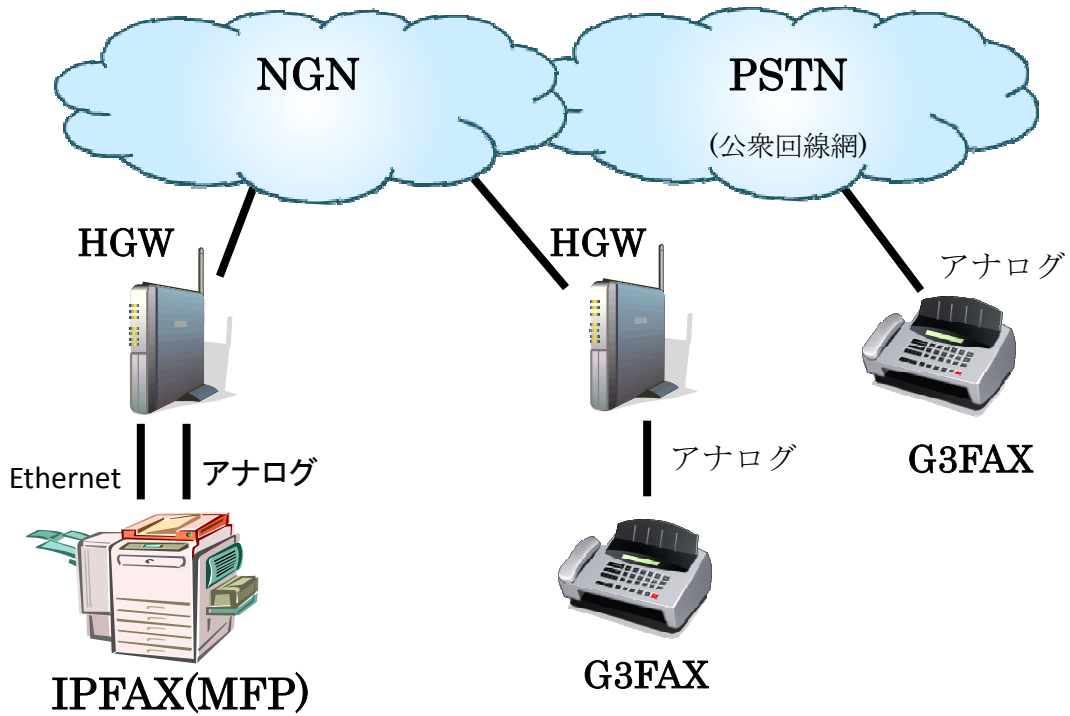 NGN
PSTN
(公衆回線網)
HGW
HGW
アナログ
Ethernet
アナログ
アナログ
G3FAX
IPFAX(MFP)
G3FAX